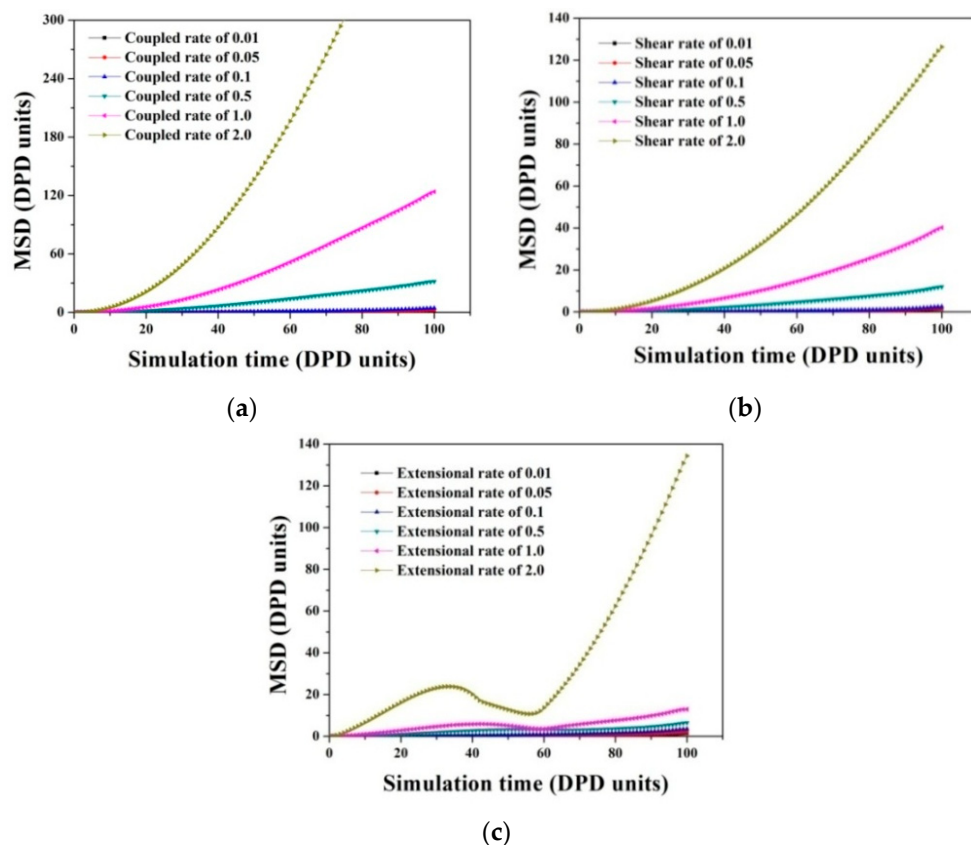 300
240
180
120
60
0
MSD (DPD units)
Coupled rate of 0.01
Coupled rate of 0.05
Coupled rate of 0.1
Coupled rate of 0.5
Coupled rate of 1.0
Coupled rate of 2.0
0 20 40 60 80 100
Simulation time (DPD units)
(a)
140
120
100
80
60
40
20
0
MSD (DPD units)
Shear rate of 0.01
Shear rate of 0.05
Shear rate of 0.1
Shear rate of 0.5
Shear rate of 1.0
Shear rate of 2.0
0 20 40 60 80 100
Simulation time (DPD units)
(b)
140
120
100
80
60
40
20
0
MSD (DPD units)
Extensional rate of 0.01
Extensional rate of 0.05
Extensional rate of 0.1
Extensional rate of 0.5
Extensional rate of 1.0
Extensional rate of 2.0
0 20 40 60 80 100
Simulation time (DPD units)
(c)